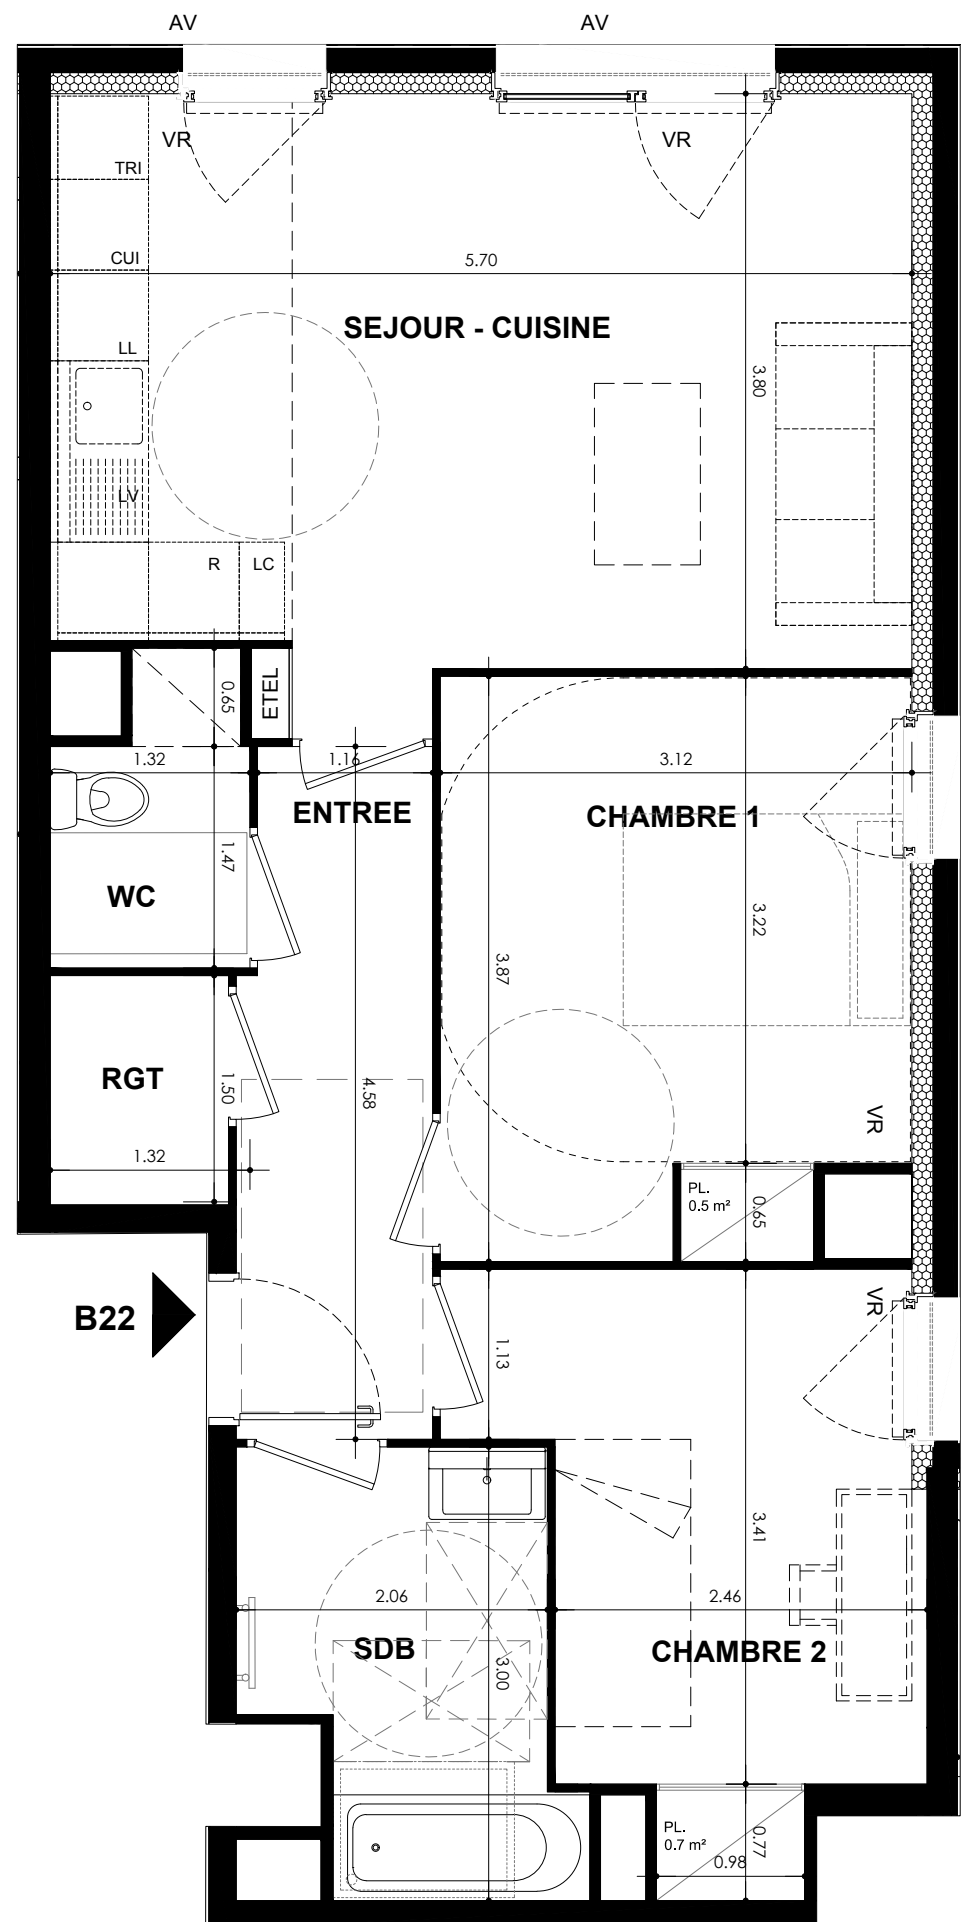 AV
AV
VR
VR
TRI
CUI
5.70
SEJOUR - CUISINE
LL
3.80
LV
R
LC
0.65
ETEL
1.32
1.16
3.12
ENTREE
CHAMBRE 1
1.47
WC
3.22
3.87
RGT
1.50
4.58
VR
1.32
PL.
0.5 m²
0.65
B22
VR
1.13
3.41
2.06
2.46
SDB
CHAMBRE 2
3.00
PL.
0.7 m²
0.77
0.98